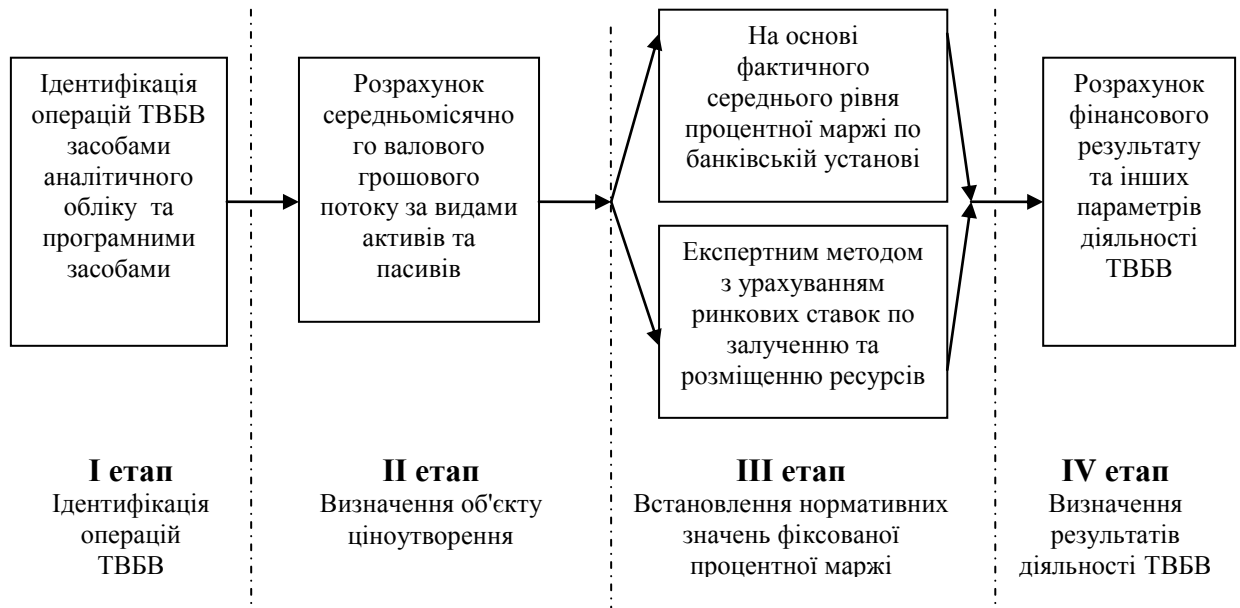 Ідентифікація
операцій ТВБВ
засобами
аналітичного
обліку та
програмними
засобами
Розрахунок
середньомісячно
го валового
грошового
потоку за видами
активів та
пасивів
На основі
фактичного
середнього рівня
процентної маржі по
банківській установі
Експертним методом
з урахуванням
ринкових ставок по
залученню та
розміщенню ресурсів
Розрахунок
фінансового
результату
та інших
параметрів
діяльності
ТВБВ
I етап
Ідентифікація
операцій
ТВБВ
II етап
Визначення об'єкту
ціноутворення
III етап
Встановлення нормативних
значень фіксованої
процентної маржі
IV етап
Визначення
результатів
діяльності ТВБВ